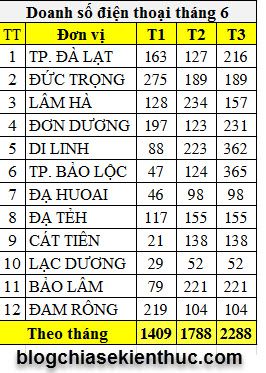 Doanh số điện thoại tháng 6
TT Đơn vị T1 T2 T3
1 TP. ĐÀ LẠT 163 127 216
2 ĐỨC TRỌNG 275 189 189
3 LÂM HÀ 128 234 157
4 ĐƠN DƯƠNG 197 123 231
5 DI LINH 88 223 362
6 TP. BẢO LỘC 47 124 365
7 ĐẠ HUOAI 46 98 98
8 ĐẠ TẺH 117 155 155
9 CÁT TIÊN 21 138 138
10 LẠC DƯƠNG 29 52 52
11 BẢO LÂM 79 221 221
12 ĐAM RÔNG 219 104 104
Theo tháng 1409 1788 2288
blogchiasekienthuc.com